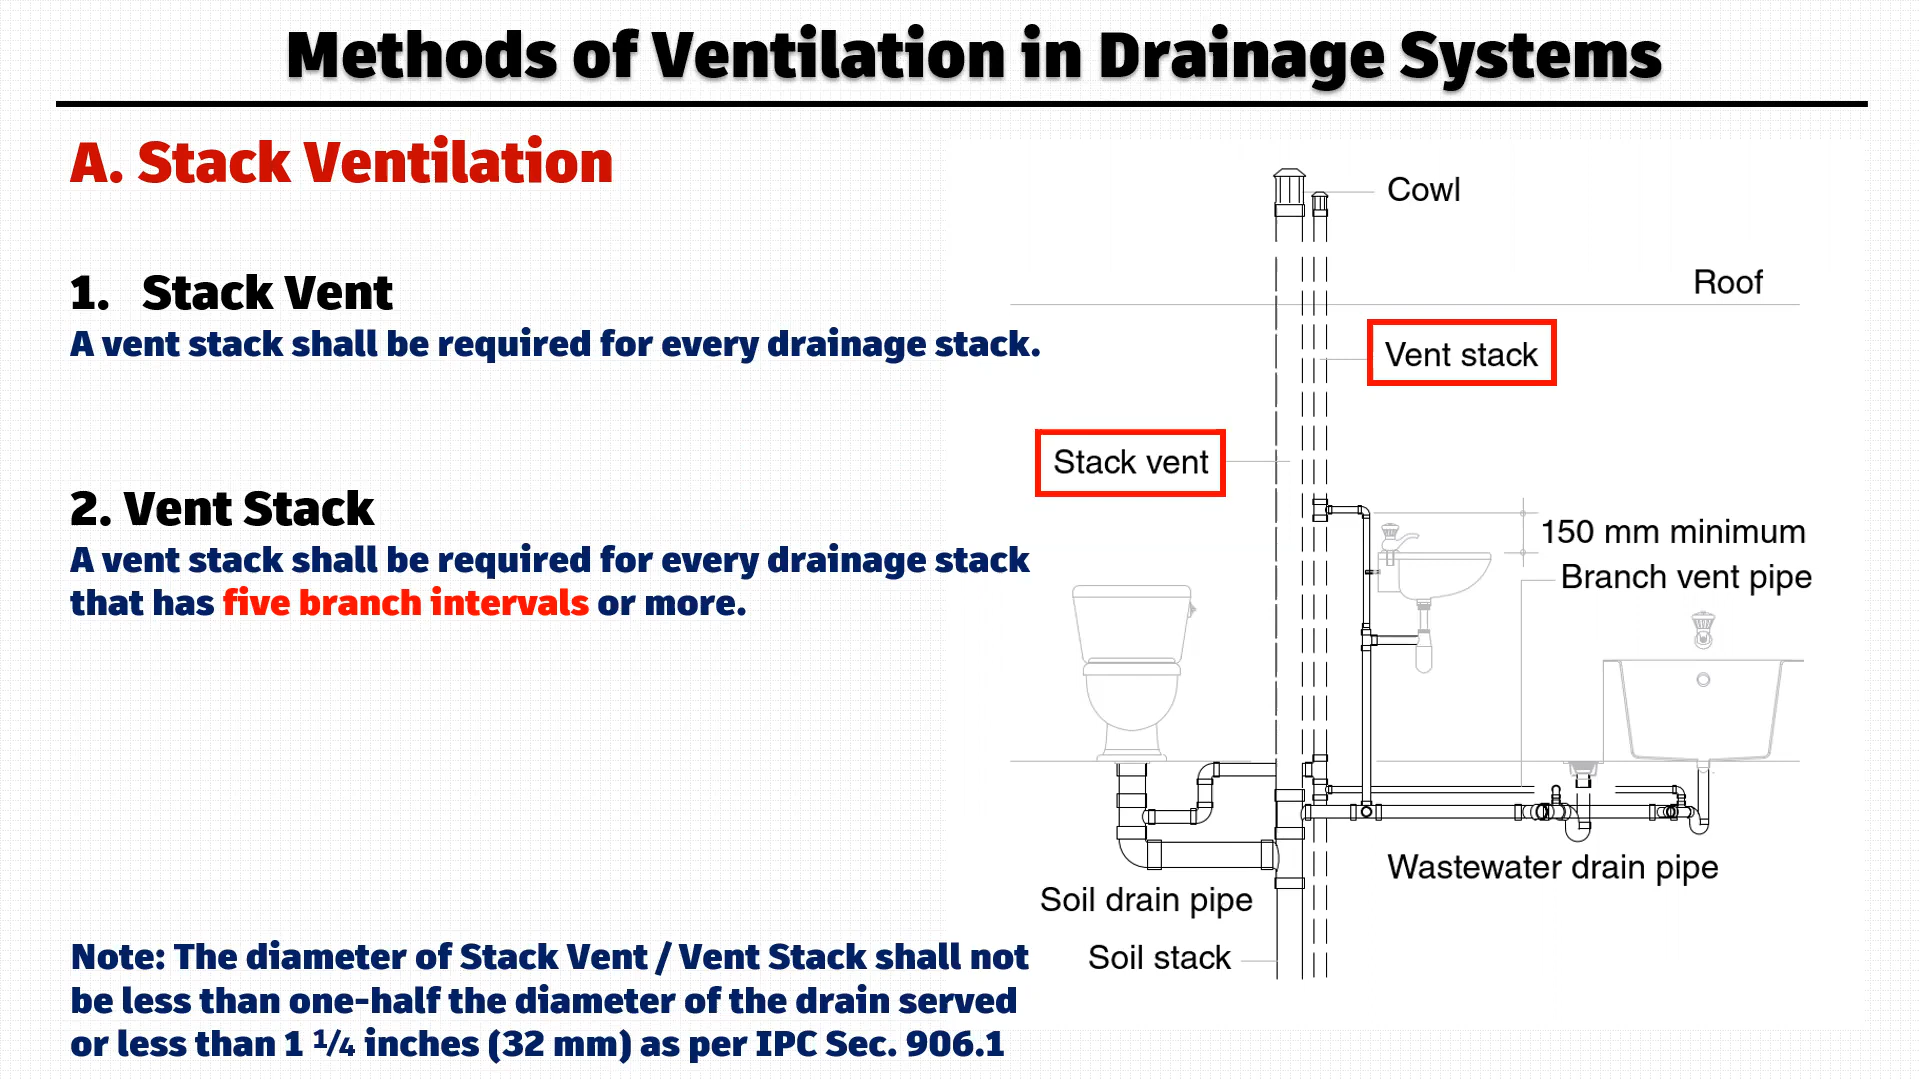 Methods of Ventilation in Drainage Systems
A. Stack Ventilation
1. Stack Vent
A vent stack shall be required for every drainage stack.
2. Vent Stack
A vent stack shall be required for every drainage stack
that has five branch intervals or more.
Note: The diameter of Stack Vent / Vent Stack shall not
be less than one-half the diameter of the drain served
or less than 1 ¼ inches (32 mm) as per IPC Sec. 906.1
Cowl
Roof
Vent stack
Stack vent
150 mm minimum
Branch vent pipe
Wastewater drain pipe
Soil drain pipe
Soil stack